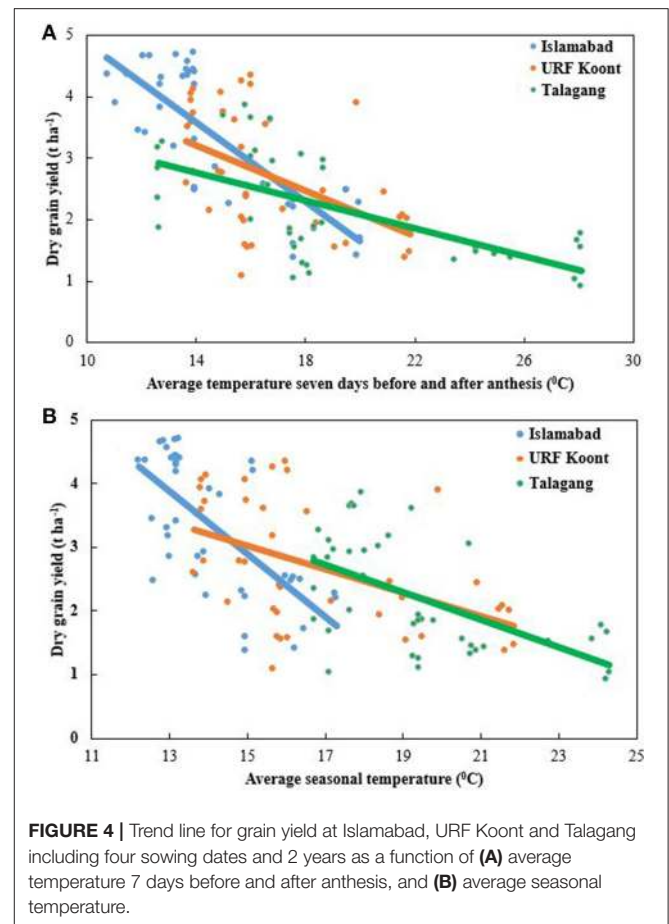 A
5
4
3
2
1
0
Dry grain yield (t ha⁻¹)
Islamabad
URF Koont
Talagang
10 14 18 22 26 30
Average temperature seven days before and after anthesis (⁰C)
B
5
4
3
2
1
0
Dry grain yield (t ha⁻¹)
Islamabad
URF Koont
Talagang
11 13 15 17 19 21 23 25
Average seasonal temperature (⁰C)
FIGURE 4 | Trend line for grain yield at Islamabad, URF Koont and Talagang
including four sowing dates and 2 years as a function of (A) average
temperature 7 days before and after anthesis, and (B) average seasonal
temperature.